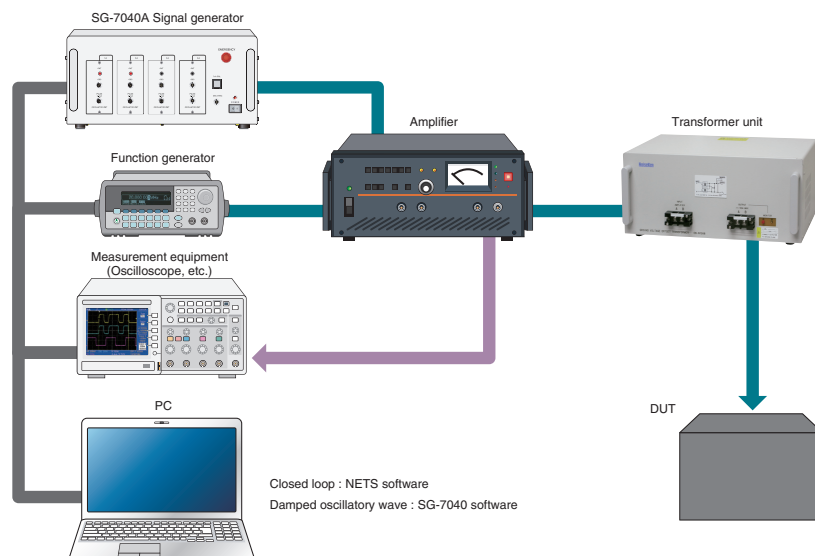 SG-7040A Signal generator
EMERGENCY
Amplifier
Transformer unit
Function generator
Measurement equipment
(Oscilloscope, etc.)
PC
DUT
Closed loop : NETS software
Damped oscillatory wave : SG-7040 software